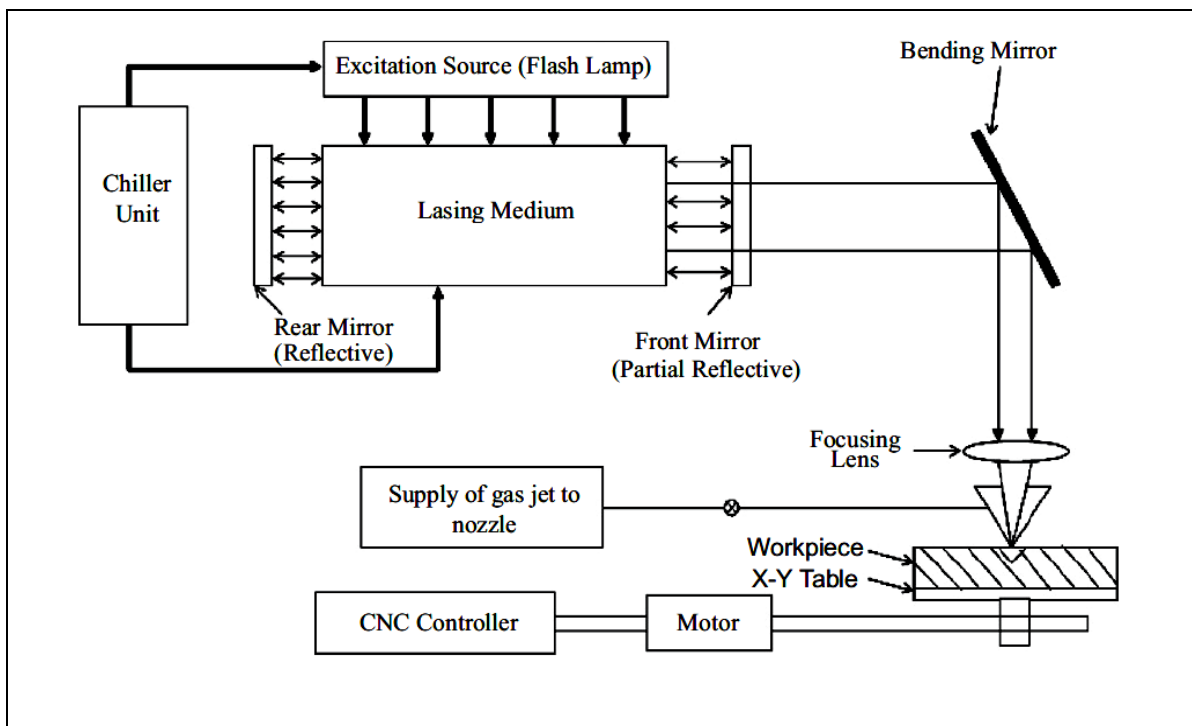 Excitation Source (Flash Lamp)
Bending Mirror
Chiller
Unit
Lasing Medium
Rear Mirror
(Reflective)
Front Mirror
(Partial Reflective)
Focusing
Lens
Supply of gas jet to
nozzle
Workpiece
X-Y Table
CNC Controller
Motor